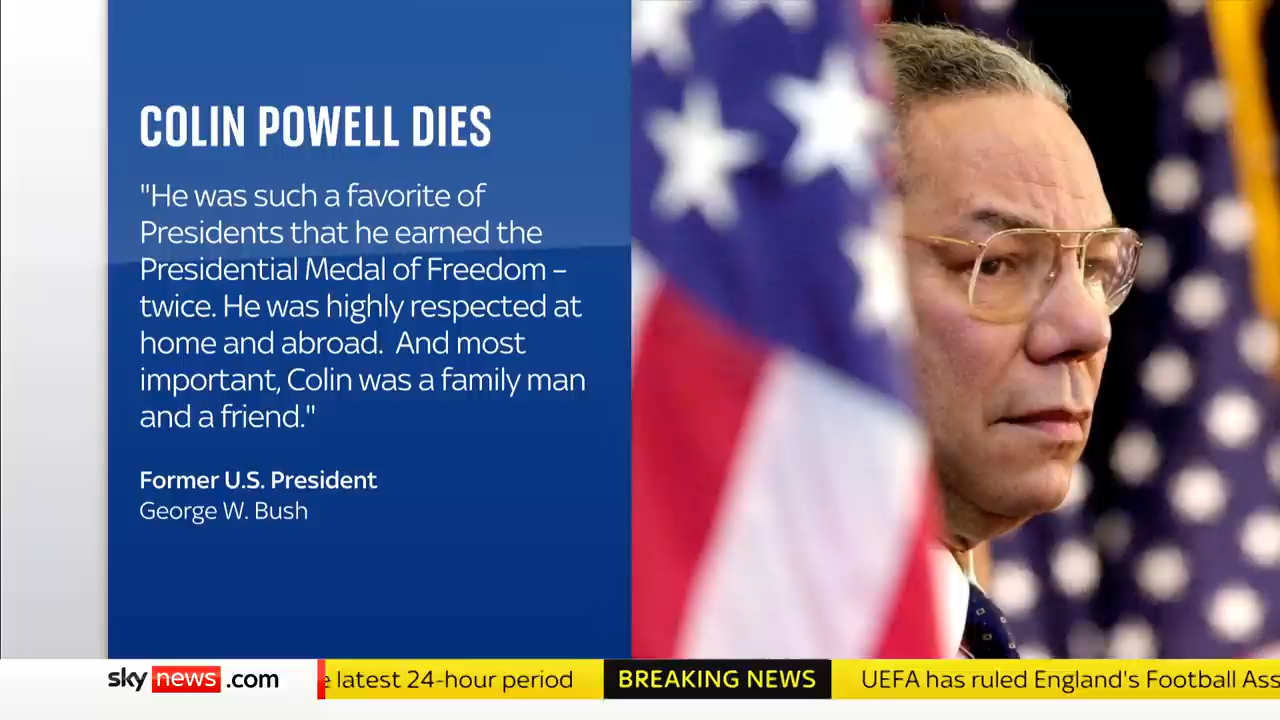 COLIN POWELL DIES
"He was such a favorite of
Presidents that he earned the
Presidential Medal of Freedom –
twice. He was highly respected at
home and abroad.  And most
important, Colin was a family man
and a friend."
Former U.S. President
George W. Bush
sky news .com
latest 24-hour period
BREAKING NEWS
UEFA has ruled England's Football